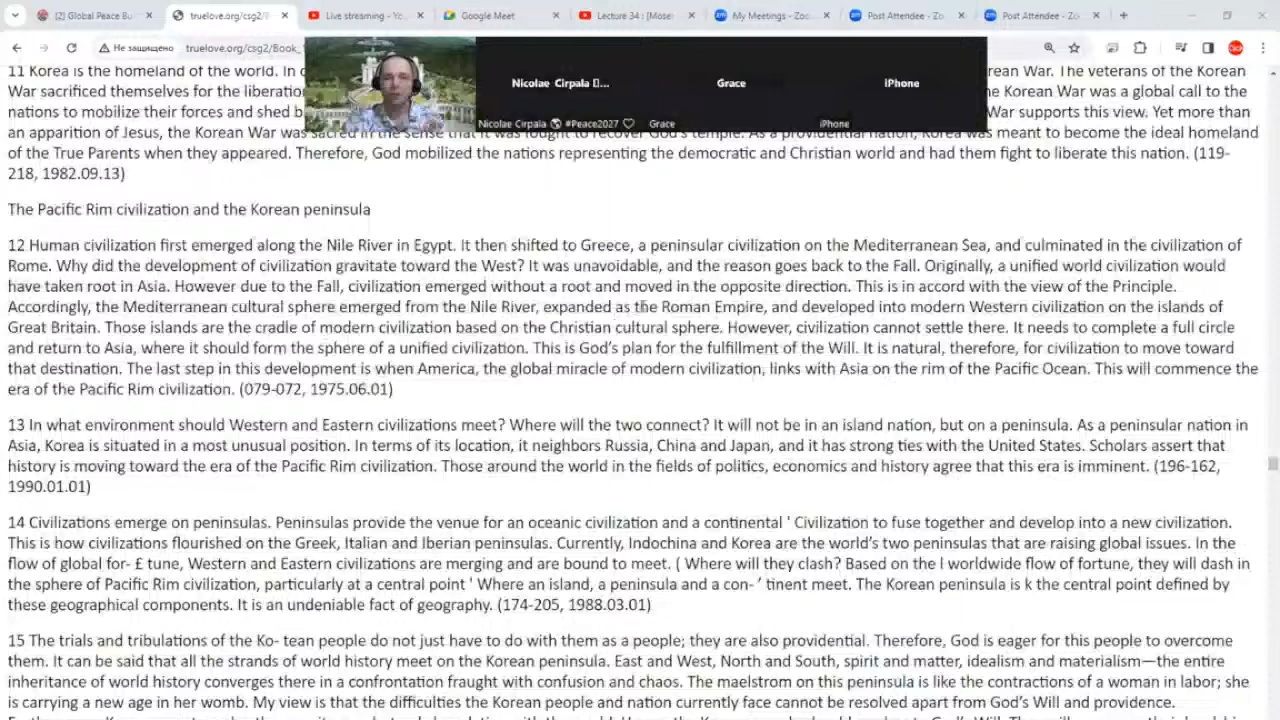 (2) Global Peace Bu
truelove.org/csg2/B
Live streaming - Yo
Google Meet
Lecture 34 : [Mose
My Meetings - Zoo
Post Attendee - Zo
Post Attendee - Zo
Не защищено truelove.org/csg2/Book_
11 Korea is the homeland of the world. In rean War. The veterans of the Korean
War sacrificed themselves for the liberation Korean War was a global call to the
nations to mobilize their forces and shed b War supports this view. Yet more than
Nicolae Cirpala
Grace
iPhone
Nicolae Cirpala #Peace2027
Grace
iPhone
an apparition of Jesus, the Korean War was sacred in the sense that it was fought to recover God's temple. As a providential nation, Korea was meant to become the ideal homeland
of the True Parents when they appeared. Therefore, God mobilized the nations representing the democratic and Christian world and had them fight to liberate this nation. (119-
218, 1982.09.13)
The Pacific Rim civilization and the Korean peninsula
12 Human civilization first emerged along the Nile River in Egypt. It then shifted to Greece, a peninsular civilization on the Mediterranean Sea, and culminated in the civilization of
Rome. Why did the development of civilization gravitate toward the West? It was unavoidable, and the reason goes back to the Fall. Originally, a unified world civilization would
have taken root in Asia. However due to the Fall, civilization emerged without a root and moved in the opposite direction. This is in accord with the view of the Principle.
Accordingly, the Mediterranean cultural sphere emerged from the Nile River, expanded as the Roman Empire, and developed into modern Western civilization on the islands of
Great Britain. Those islands are the cradle of modern civilization based on the Christian cultural sphere. However, civilization cannot settle there. It needs to complete a full circle
and return to Asia, where it should form the sphere of a unified civilization. This is God's plan for the fulfillment of the Will. It is natural, therefore, for civilization to move toward
that destination. The last step in this development is when America, the global miracle of modern civilization, links with Asia on the rim of the Pacific Ocean. This will commence the
era of the Pacific Rim civilization. (079-072, 1975.06.01)
13 In what environment should Western and Eastern civilizations meet? Where will the two connect? It will not be in an island nation, but on a peninsula. As a peninsular nation in
Asia, Korea is situated in a most unusual position. In terms of its location, it neighbors Russia, China and Japan, and it has strong ties with the United States. Scholars assert that
history is moving toward the era of the Pacific Rim civilization. Those around the world in the fields of politics, economics and history agree that this era is imminent. (196-162,
1990.01.01)
14 Civilizations emerge on peninsulas. Peninsulas provide the venue for an oceanic civilization and a continental ' Civilization to fuse together and develop into a new civilization.
This is how civilizations flourished on the Greek, Italian and Iberian peninsulas. Currently, Indochina and Korea are the world's two peninsulas that are raising global issues. In the
flow of global for- £ tune, Western and Eastern civilizations are merging and are bound to meet. ( Where will they clash? Based on the l worldwide flow of fortune, they will dash in
the sphere of Pacific Rim civilization, particularly at a central point ' Where an island, a peninsula and a con- ’ tinent meet. The Korean peninsula is k the central point defined by
these geographical components. It is an undeniable fact of geography. (174-205, 1988.03.01)
15 The trials and tribulations of the Ko- tean people do not just have to do with them as a people; they are also providential. Therefore, God is eager for this people to overcome
them. It can be said that all the strands of world history meet on the Korean peninsula. East and West, North and South, spirit and matter, idealism and materialism—the entire
inheritance of world history converges there in a confrontation fraught with confusion and chaos. The maelstrom on this peninsula is like the contractions of a woman in labor; she
is carrying a new age in her womb. My view is that the difficulties the Korean people and nation currently face cannot be resolved apart from God's Will and providence.